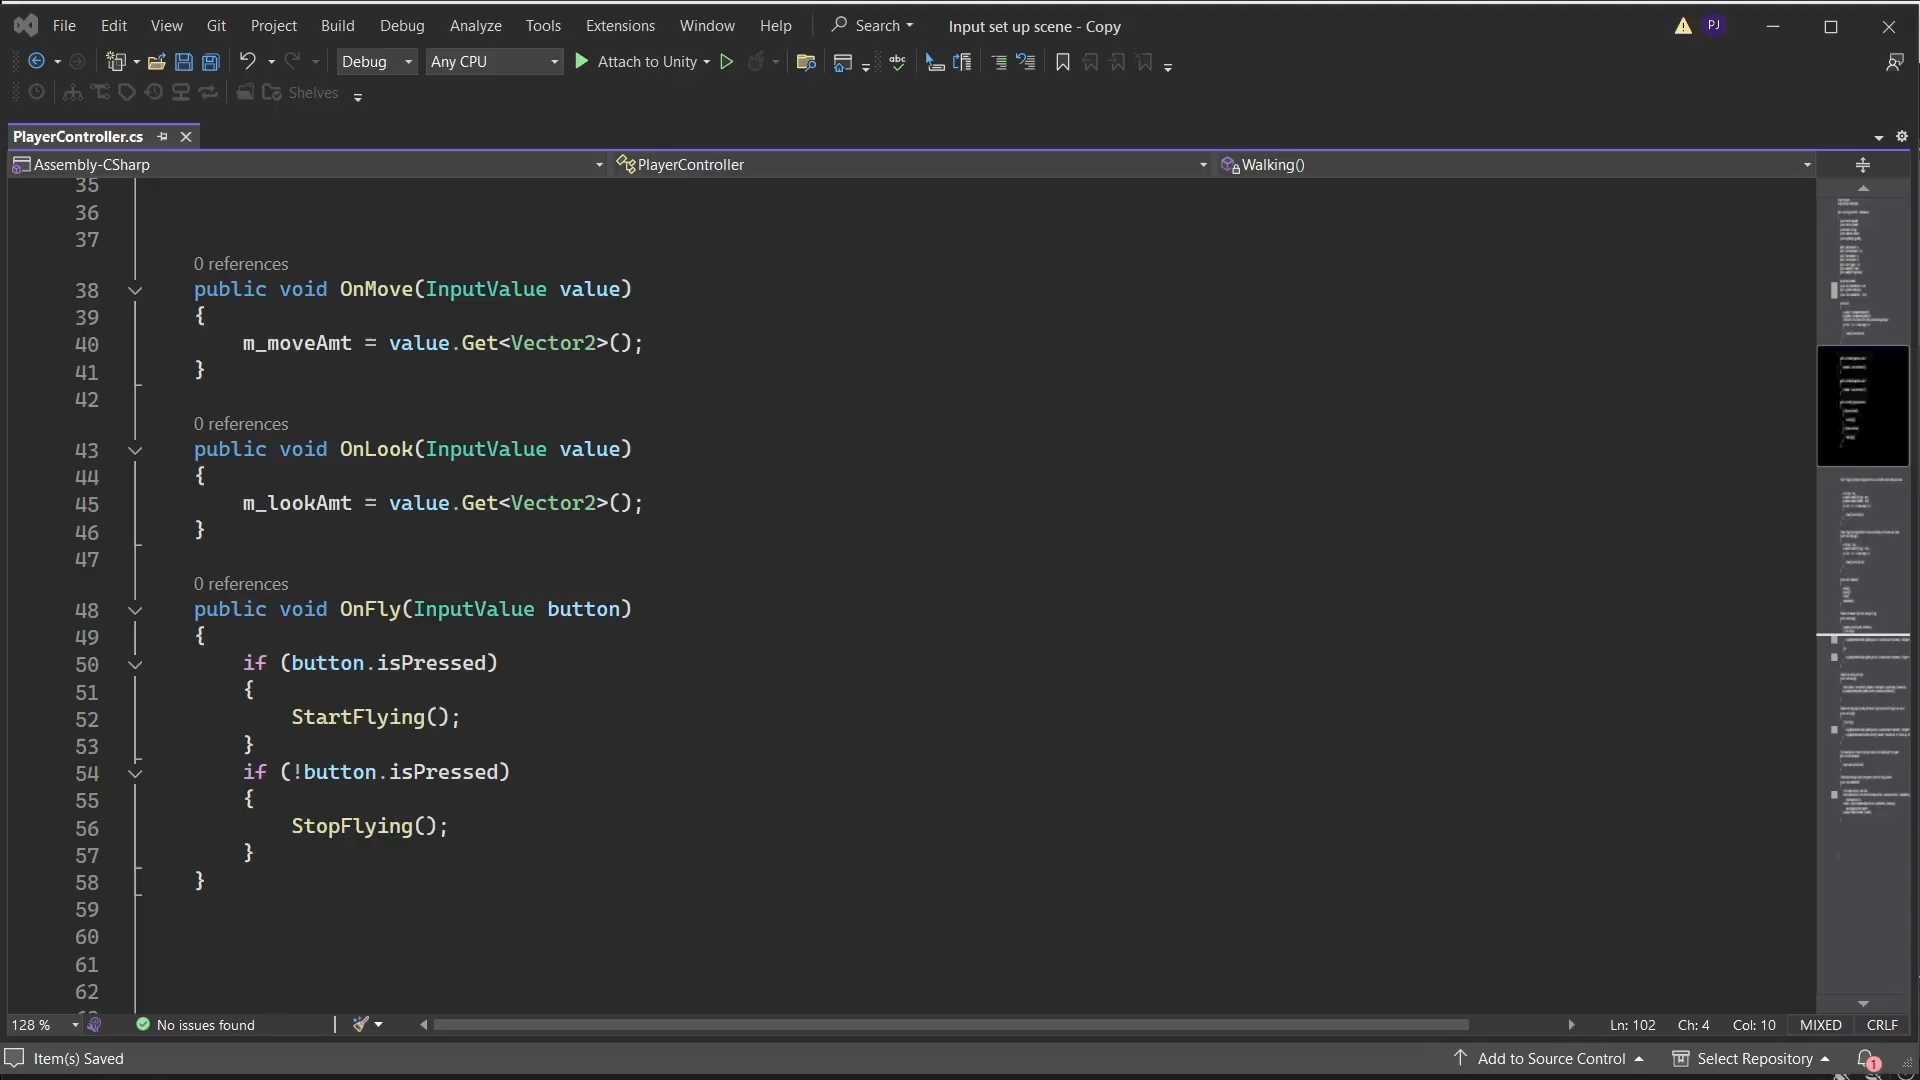 File Edit View Git Project Build Debug Analyze Tools Extensions Window Help Search Input set up scene - Copy PJ
Debug Any CPU Attach to Unity abc
Shelves
PlayerController.cs
Assembly-CSharp PlayerController Walking()
35
36
37
0 references
38 public void OnMove(InputValue value)
39 {
40 m_moveAmt = value.Get<Vector2>();
41 }
42
0 references
43 public void OnLook(InputValue value)
44 {
45 m_lookAmt = value.Get<Vector2>();
46 }
47
0 references
48 public void OnFly(InputValue button)
49 {
50 if (button.isPressed)
51 {
52 StartFlying();
53 }
54 if (!button.isPressed)
55 {
56 StopFlying();
57 }
58 }
59
60
61
62
128 % No issues found Ln: 102 Ch: 4 Col: 10 MIXED CRLF
Item(s) Saved Add to Source Control Select Repository 1